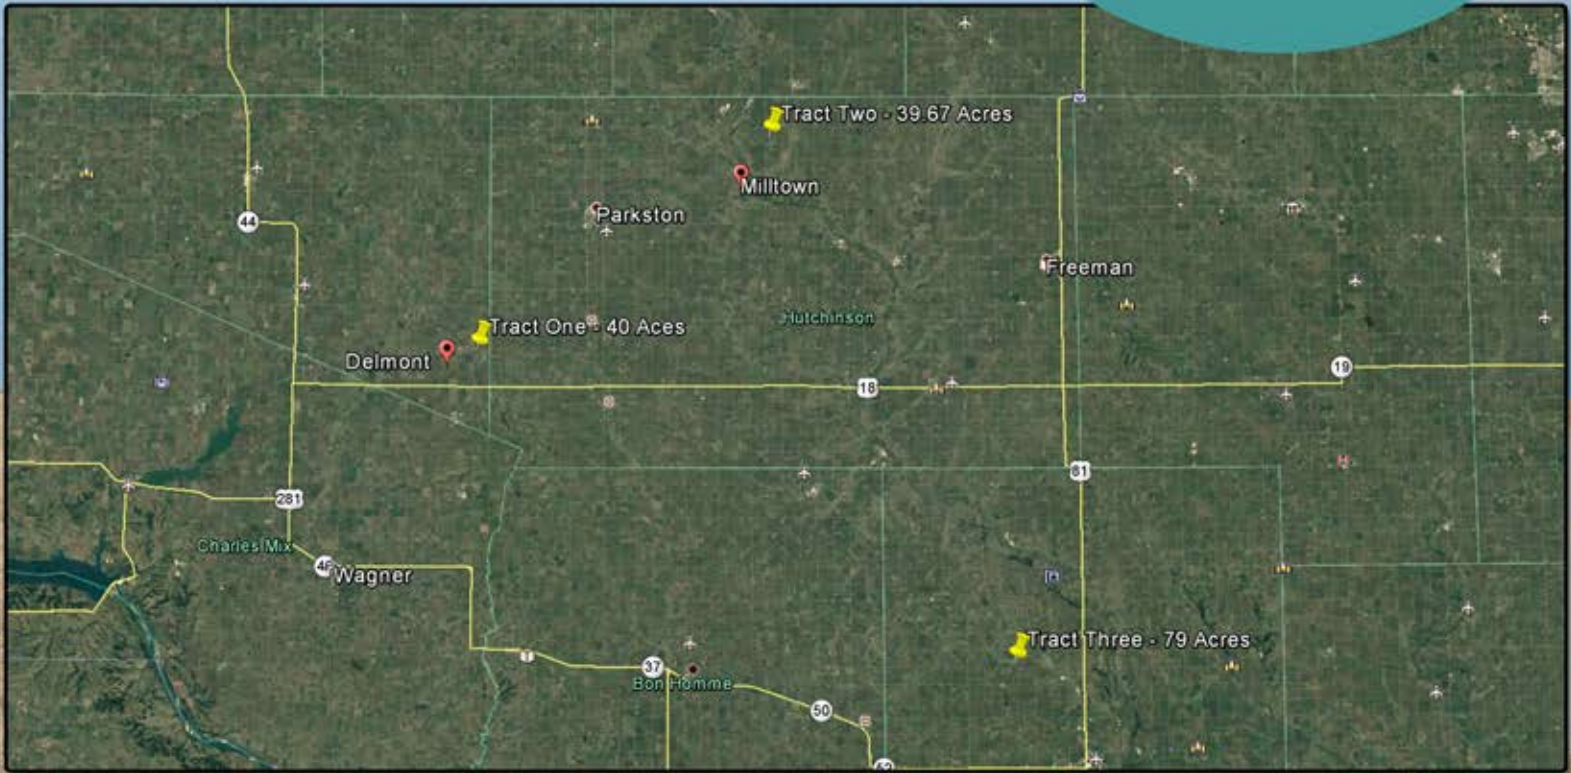 Tract Two - 39.67 Acres
Milltown
Parkston
44
Freeman
Hutchinson
Tract One - 40 Aces
Delmont
19
18
81
281
Charles Mix
46
Wagner
Tract Three - 79 Acres
37
Bon Homme
50